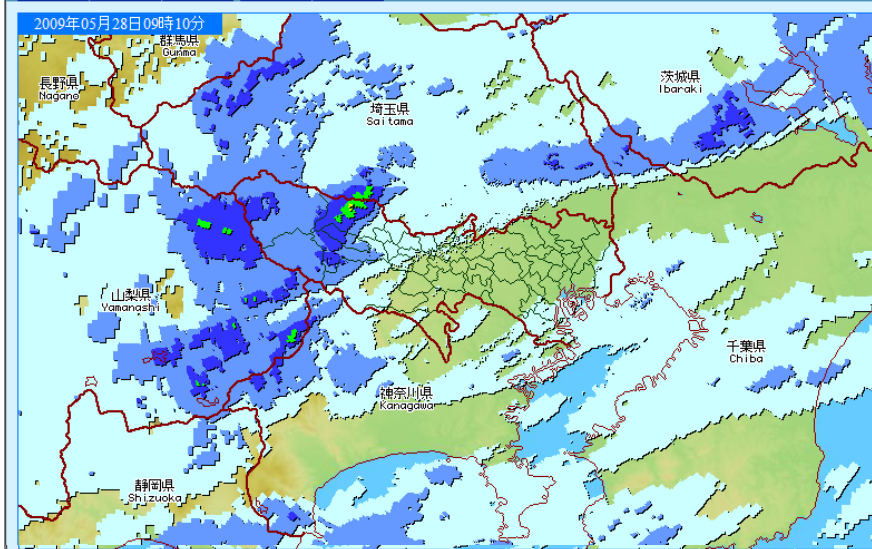 2009年05月28日09時10分
群馬県
Gunma
長野県
Nagano
茨城県
Ibaraki
埼玉県
Saitama
山梨県
Yamanashi
千葉県
Chiba
神奈川県
Kanagawa
静岡県
Shizuoka